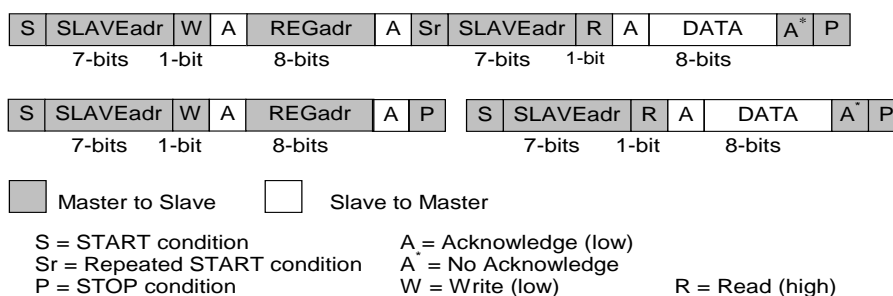 S SLAVEadr W A REGadr A Sr SLAVEadr R A DATA A* P
7-bits 1-bit 8-bits 7-bits 1-bit 8-bits
S SLAVEadr W A REGadr A P S SLAVEadr R A DATA A* P
7-bits 1-bit 8-bits 7-bits 1-bit 8-bits
Master to Slave Slave to Master
S = START condition A = Acknowledge (low)
Sr = Repeated START condition A* = No Acknowledge
P = STOP condition W = Write (low) R = Read (high)